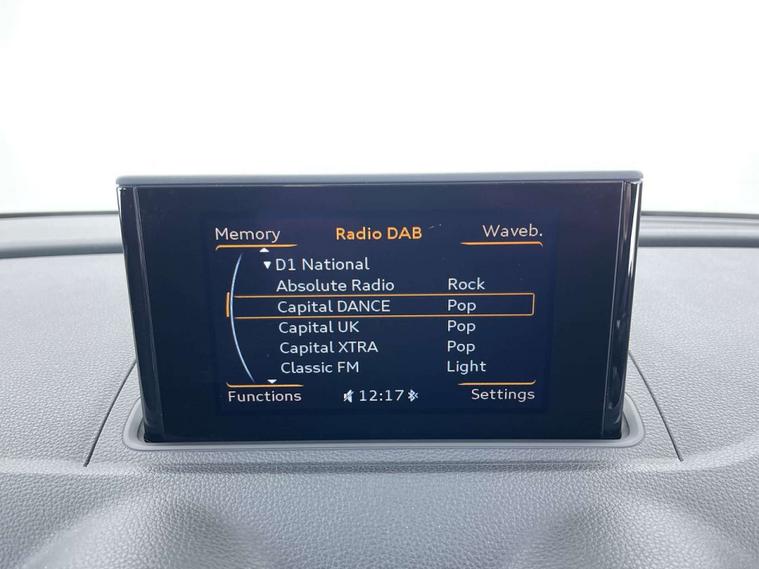 Memory Radio DAB Waveb.
D1 National
Absolute Radio Rock
Capital DANCE Pop
Capital UK Pop
Capital XTRA Pop
Classic FM Light
Functions 12:17 Settings